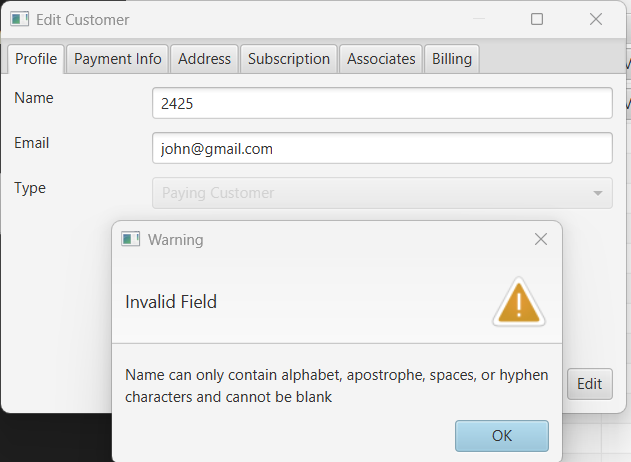 Edit Customer
Profile Payment Info Address Subscription Associates Billing
Name 2425
Email john@gmail.com
Type Paying Customer
Warning
Invalid Field
Name can only contain alphabet, apostrophe, spaces, or hyphen
characters and cannot be blank
Edit
OK